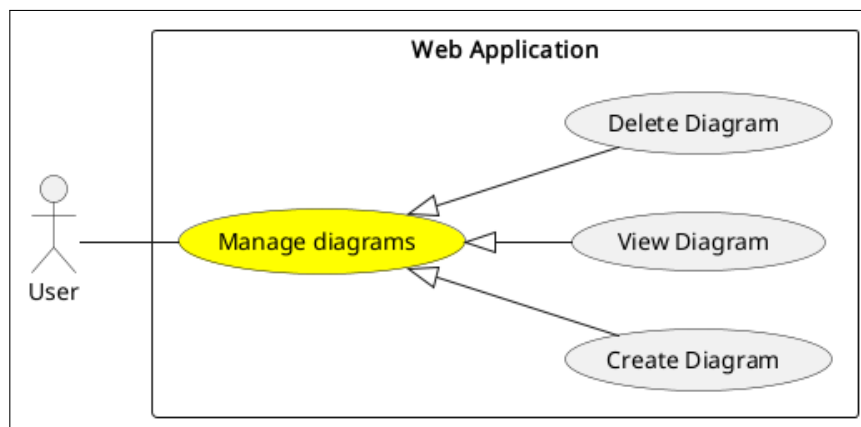 Web Application
Delete Diagram
Manage diagrams
View Diagram
User
Create Diagram